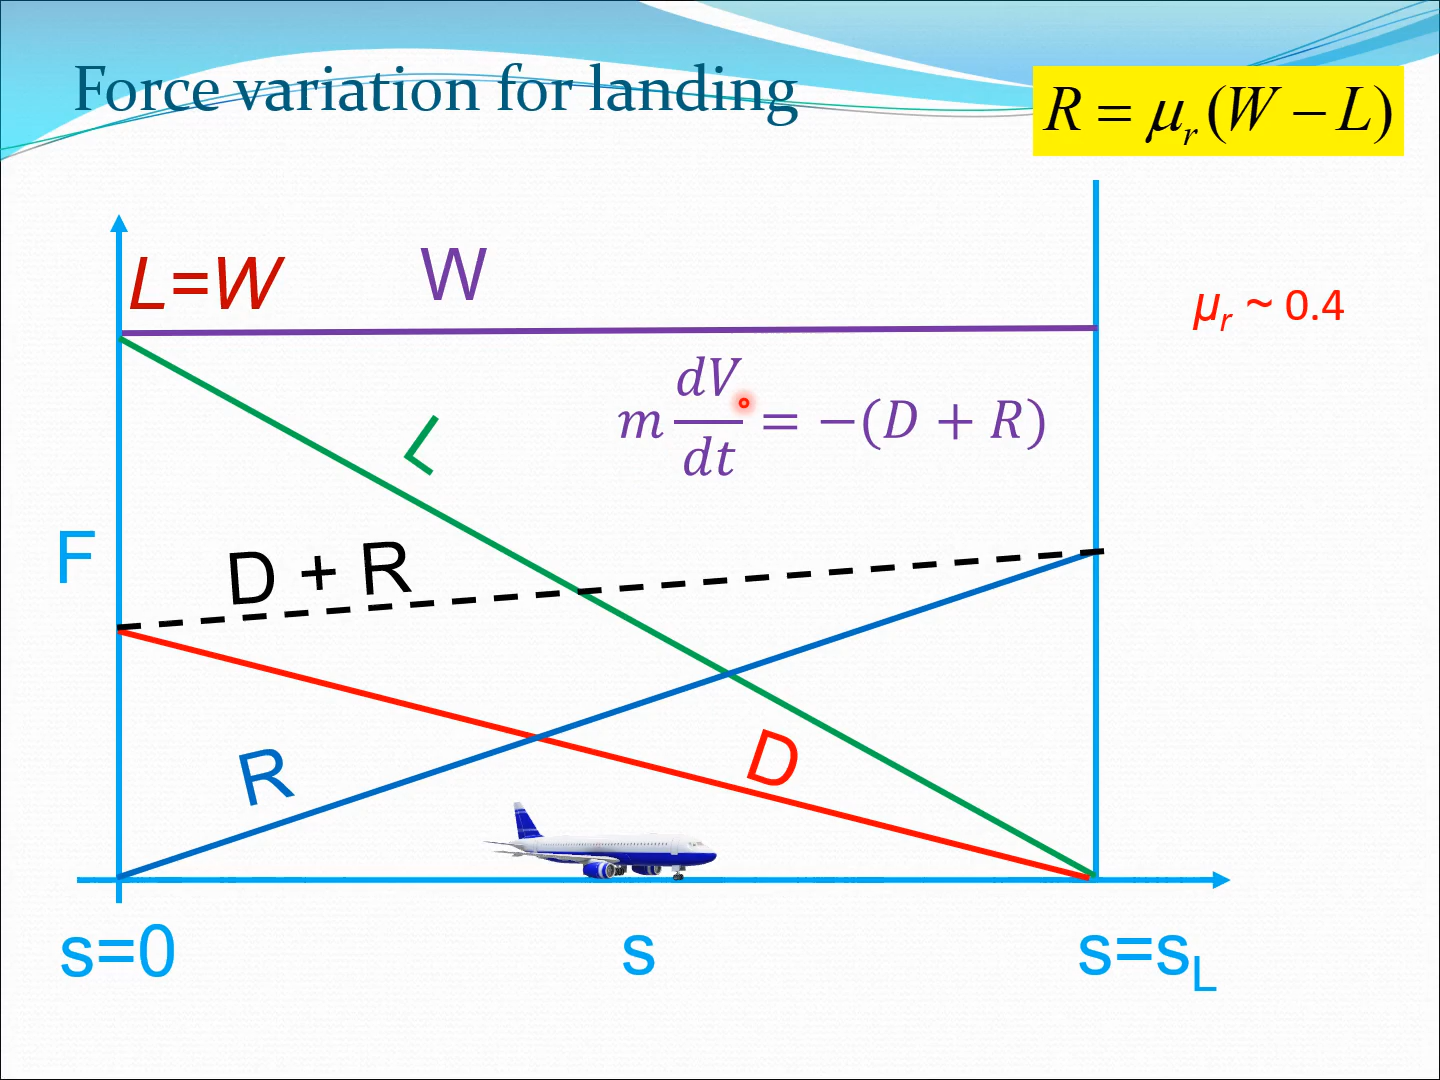 Force variation for landing
R = μr (W − L)
L=W
W
μr ~ 0.4
m dV/dt = −(D + R)
L
F
D + R
R
D
s=0
s
s=sL